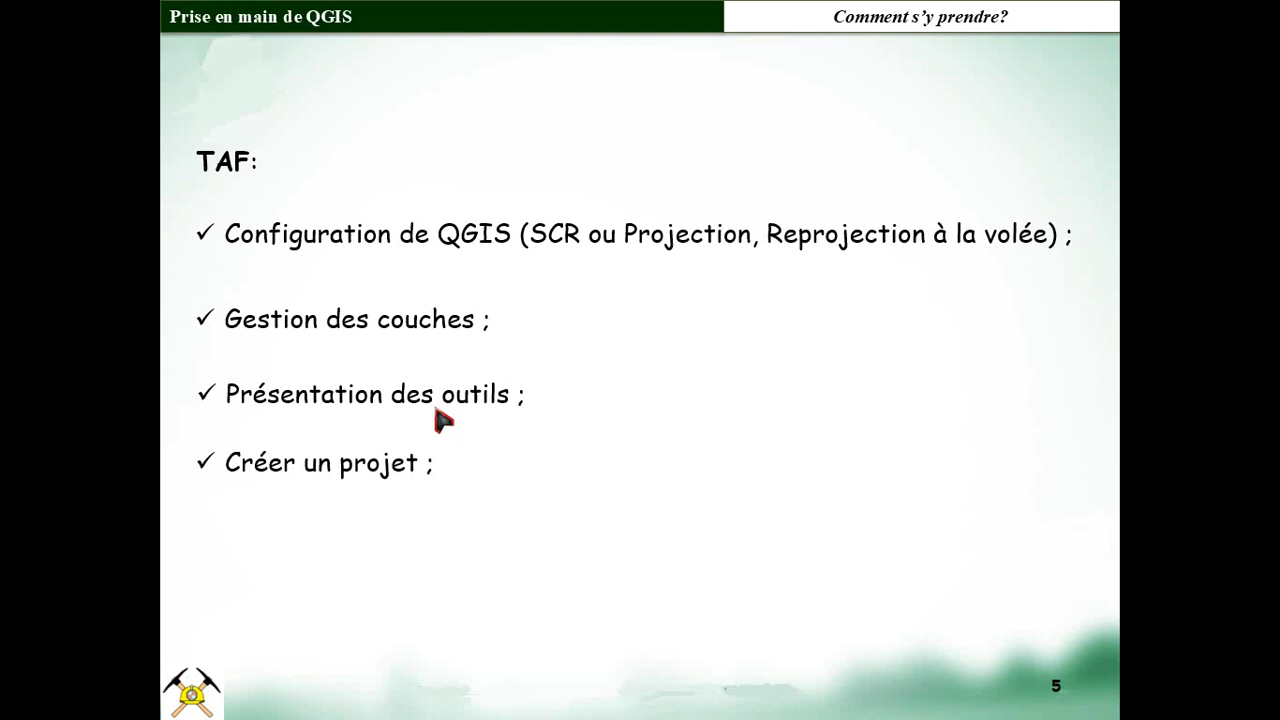 Prise en main de QGIS
Comment s’y prendre?
TAF:
✓ Configuration de QGIS (SCR ou Projection, Reprojection à la volée) ;
✓ Gestion des couches ;
✓ Présentation des outils ;
✓ Créer un projet ;
5